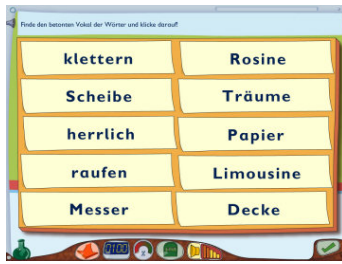 Finde den betonten Vokal der Wörter und klicke darauf!
klettern
Rosine
Scheibe
Träume
herrlich
Papier
raufen
Limousine
Messer
Decke